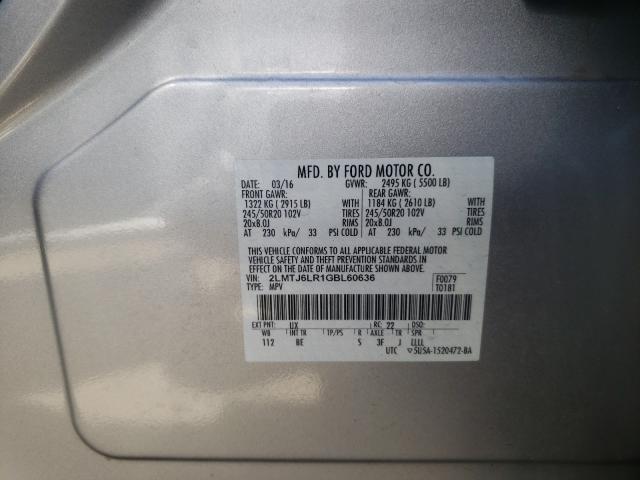 MFD. BY FORD MOTOR CO.
DATE: 03/16 GVWR: 2495 KG ( 5500 LB)
FRONT GAWR: REAR GAWR:
1322 KG ( 2915 LB) WITH 1184 KG ( 2610 LB) WITH
245/50R20 102V TIRES 245/50R20 102V TIRES
20x8.0J RIMS 20x8.0J RIMS
AT 230 kPa/ 33 PSI COLD AT 230 kPa/ 33 PSI COLD
THIS VEHICLE CONFORMS TO ALL APPLICABLE FEDERAL MOTOR
VEHICLE SAFETY AND THEFT PREVENTION STANDARDS IN
EFFECT ON THE DATE OF MANUFACTURE SHOWN ABOVE.
VIN: 2LMTJ6LR1GBL60636 F0079
TYPE: MPV T0181
EXT PNT: UX RC: 22 DSO:
WB INT TR TP/PS R AXLE TR SPR
112 BE S 3F J LLLL
UTC ▽5U5A-1520472-BA